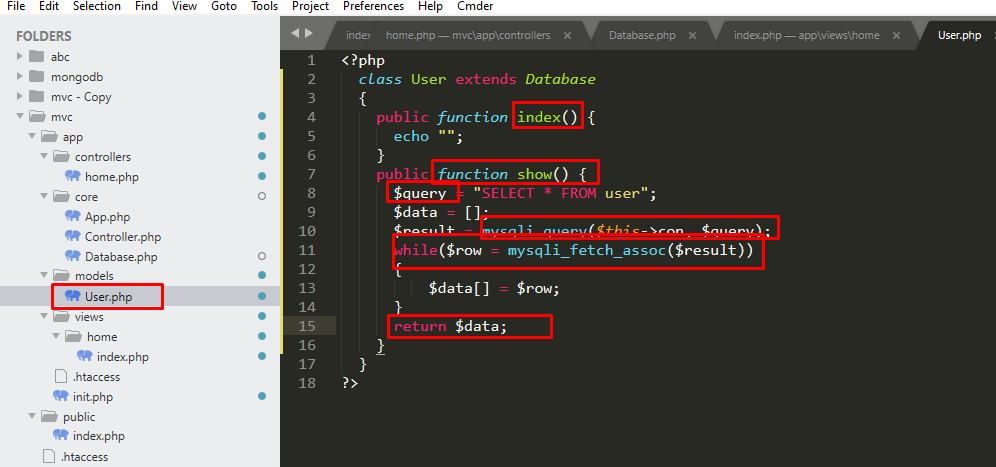 File Edit Selection Find View Goto Tools Project Preferences Help Cmder
FOLDERS
abc
mongodb
mvc - Copy
mvc
app
controllers
home.php
core
App.php
Controller.php
Database.php
models
User.php
views
home
index.php
.htaccess
init.php
public
index.php
.htaccess
index home.php — mvc\app\controllers Database.php index.php — app\views\home User.php
1 <?php
2 class User extends Database
3 {
4 public function index() {
5 echo "";
6 }
7 public function show() {
8 $query = "SELECT * FROM user";
9 $data = [];
10 $result = mysqli_query($this->con, $query);
11 while($row = mysqli_fetch_assoc($result))
12 {
13 $data[] = $row;
14 }
15 return $data;
16 }
17 }
18 ?>